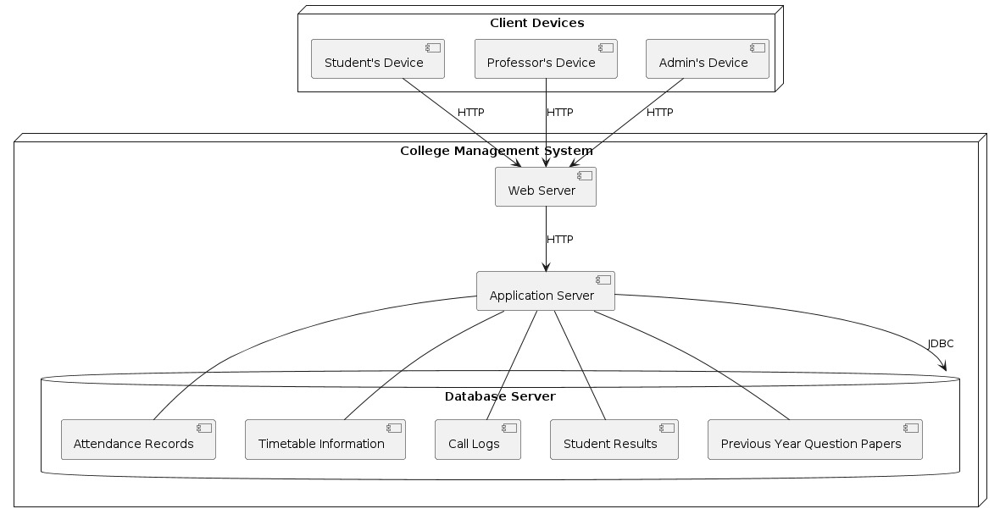 Client Devices
Student's Device
Professor's Device
Admin's Device
HTTP
HTTP
HTTP
College Management System
Web Server
HTTP
Application Server
JDBC
Database Server
Attendance Records
Timetable Information
Call Logs
Student Results
Previous Year Question Papers